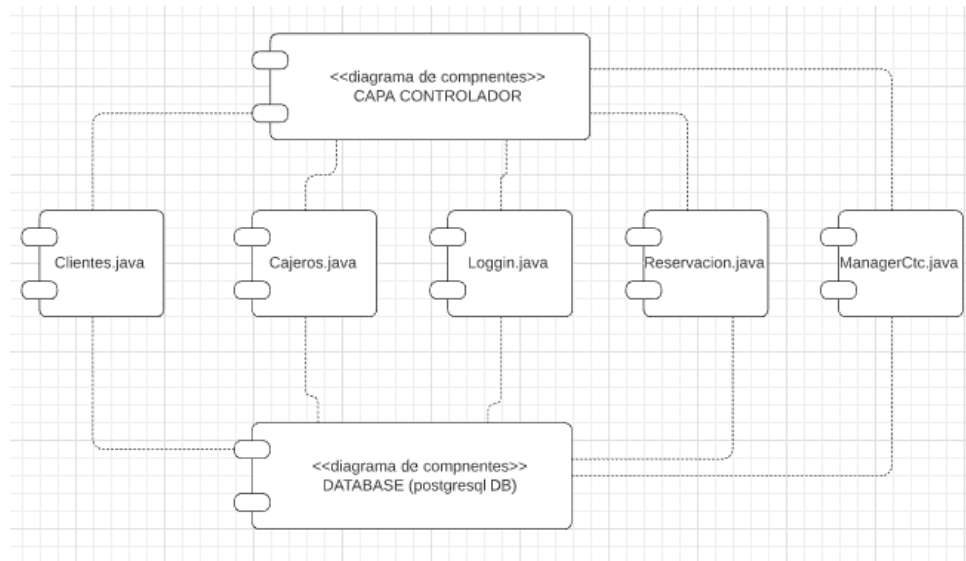 <<diagrama de compnentes>>
CAPA CONTROLADOR
Clientes.java
Cajeros.java
Loggin.java
Reservacion.java
ManagerCtc.java
<<diagrama de compnentes>>
DATABASE (postgresql DB)